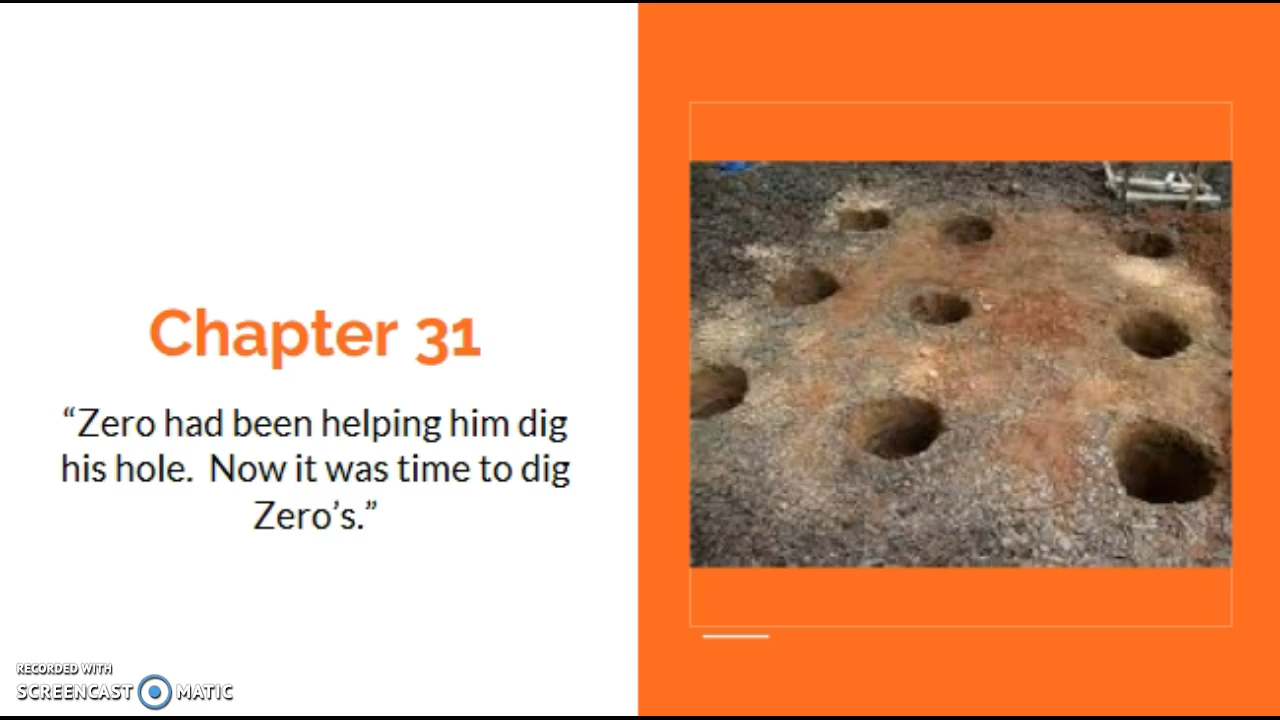 Chapter 31
“Zero had been helping him dig
his hole.  Now it was time to dig
Zero’s.”
RECORDED WITH
SCREENCAST MATIC